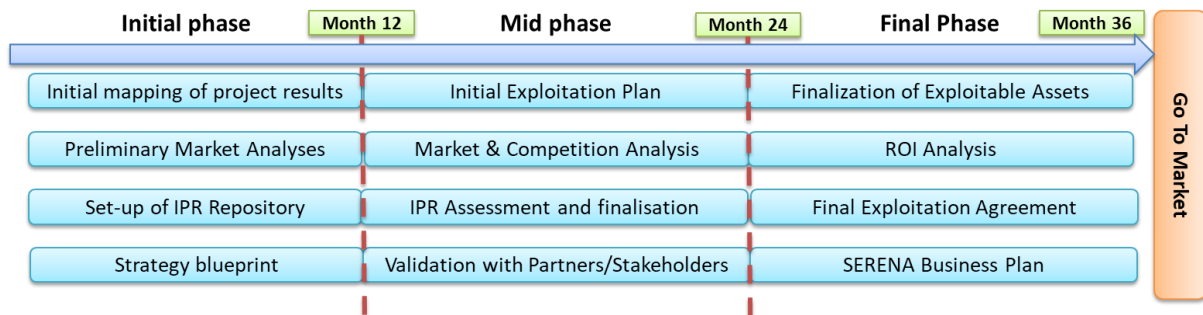 Initial phase
Month 12
Mid phase
Month 24
Final Phase
Month 36
Initial mapping of project results
Initial Exploitation Plan
Finalization of Exploitable Assets
Preliminary Market Analyses
Market & Competition Analysis
ROI Analysis
Set-up of IPR Repository
IPR Assessment and finalisation
Final Exploitation Agreement
Strategy blueprint
Validation with Partners/Stakeholders
SERENA Business Plan
Go To Market